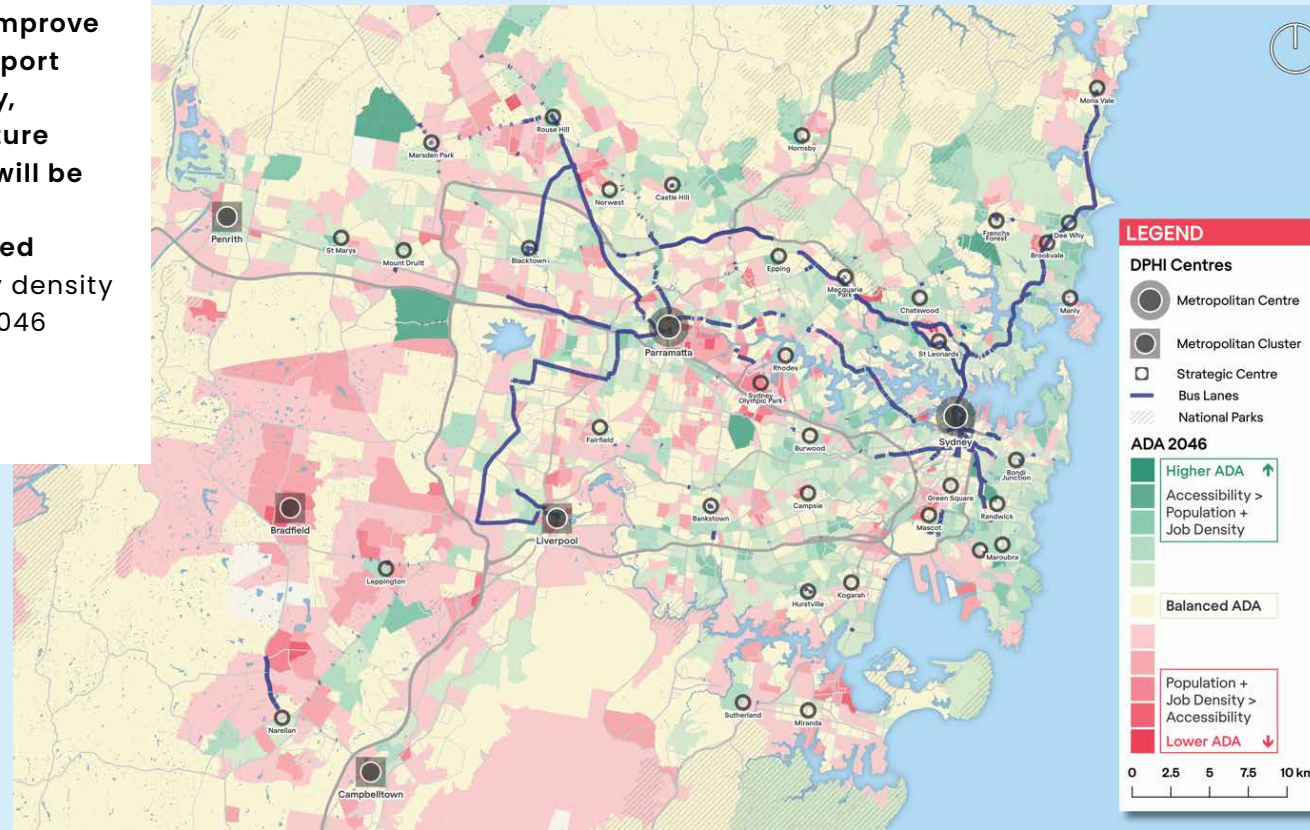 mprove
port
y,
ture
will be
ed
y density
046
Mona Vale
Rouse Hill
Marsden Park
Hornsby
Norwest
Castle Hill
Penrith
St Marys
Mount Druitt
Blacktown
Epping
Frenchs
Forest
Dee Why
Brookvale
Macquarie
Park
Chatswood
Manly
Parramatta
St Leonards
Rhodes
Sydney
Olympic Park
Fairfield
Burwood
Sydney
Bondi
Junction
Bradfield
Liverpool
Bankstown
Campsie
Green Square
Mascot
Randwick
Maroubra
Leppington
Hurstville
Kogarah
Narellan
Sutherland
Miranda
Campbelltown
LEGEND
DPHI Centres
Metropolitan Centre
Metropolitan Cluster
Strategic Centre
Bus Lanes
National Parks
ADA 2046
Higher ADA ↑
Accessibility >
Population +
Job Density
Balanced ADA
Population +
Job Density >
Accessibility
Lower ADA ↓
0 2.5 5 7.5 10 km